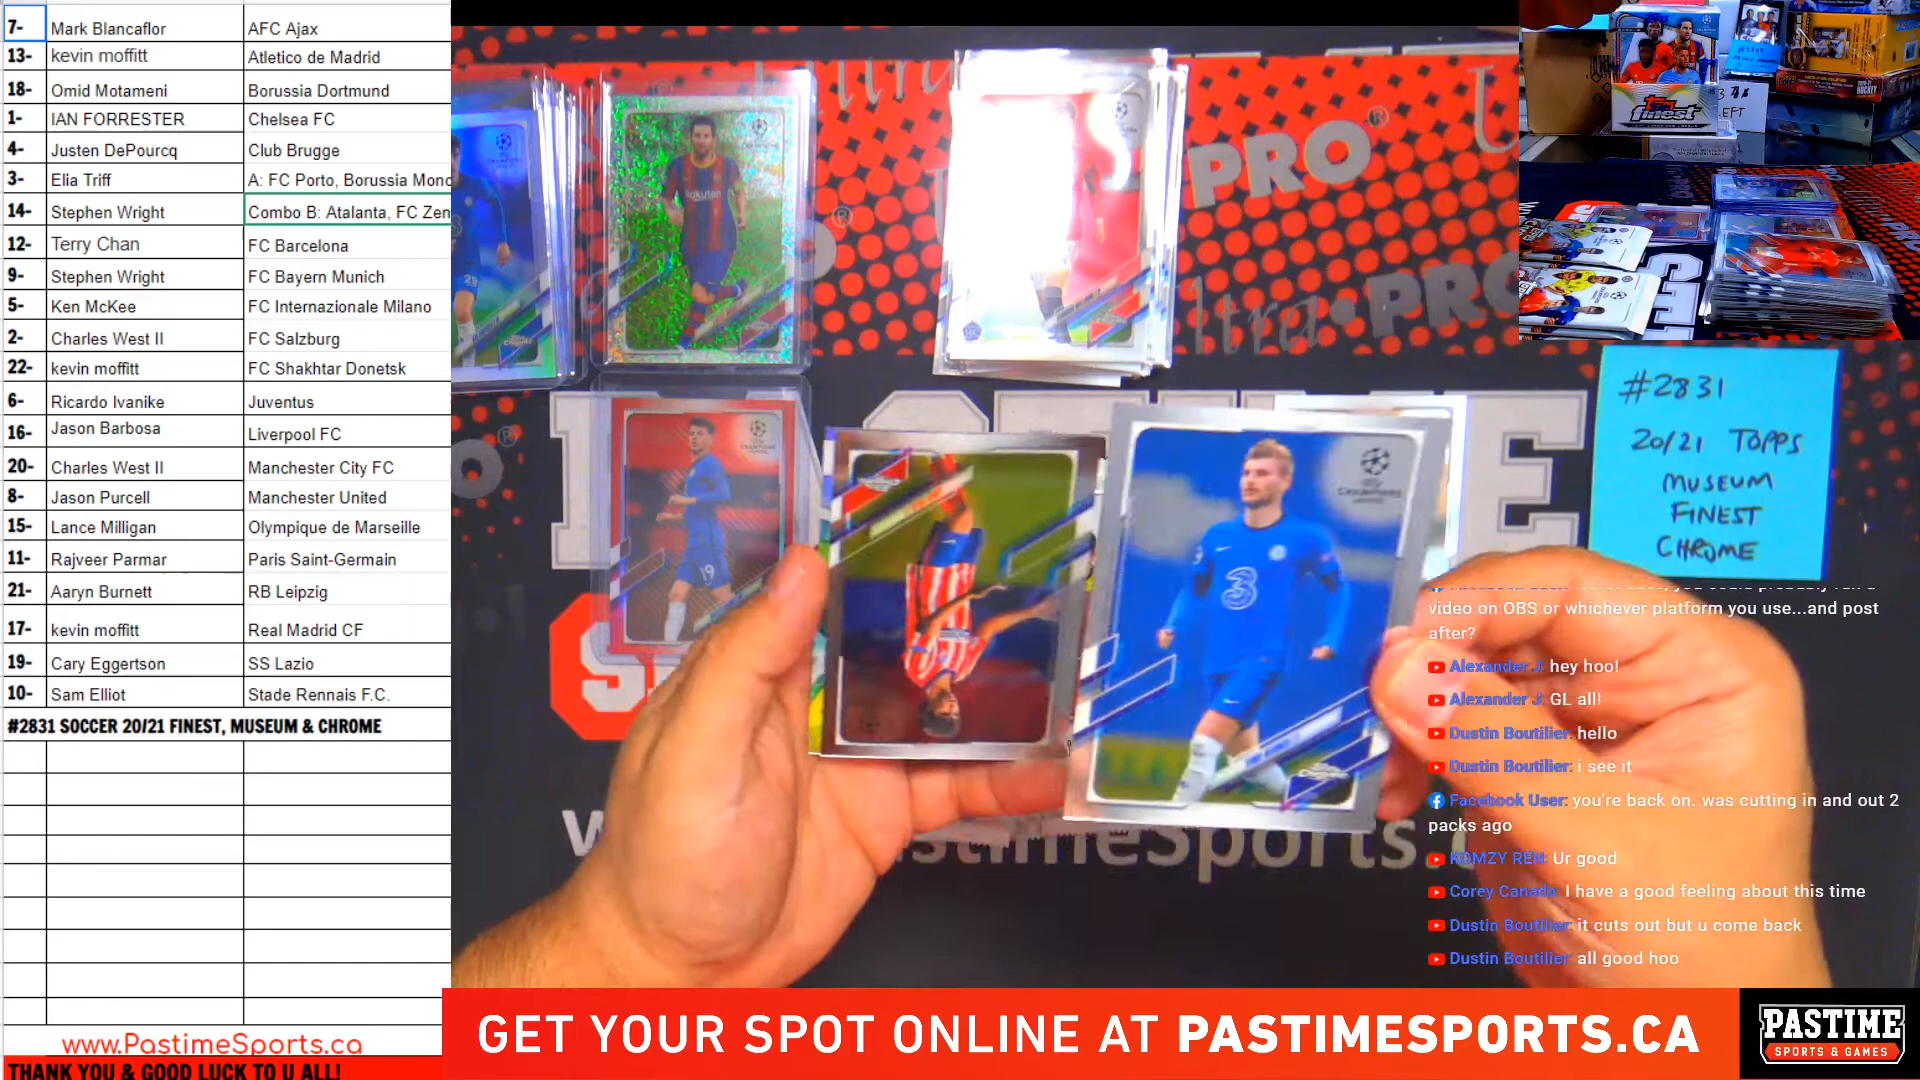 7- Mark Blancaflor AFC Ajax
13- kevin moffitt Atletico de Madrid
18- Omid Motameni Borussia Dortmund
1- IAN FORRESTER Chelsea FC
4- Justen DePourcq Club Brugge
3- Elia Triff A: FC Porto, Borussia Monc
14- Stephen Wright Combo B: Atalanta, FC Zen
12- Terry Chan FC Barcelona
9- Stephen Wright FC Bayern Munich
5- Ken McKee FC Internazionale Milano
2- Charles West II FC Salzburg
22- kevin moffitt FC Shakhtar Donetsk
6- Ricardo Ivanike Juventus
16- Jason Barbosa Liverpool FC
20- Charles West II Manchester City FC
8- Jason Purcell Manchester United
15- Lance Milligan Olympique de Marseille
11- Rajveer Parmar Paris Saint-Germain
21- Aaryn Burnett RB Leipzig
17- kevin moffitt Real Madrid CF
19- Cary Eggertson SS Lazio
10- Sam Elliot Stade Rennais F.C.
#2831 SOCCER 20/21 FINEST, MUSEUM & CHROME
www.PastimeSports.ca
THANK YOU & GOOD LUCK TO U ALL!
PRO
PRO
Rakuten
19
3
finest
#2831
20/21 TOPPS
MUSEUM
FINEST
CHROME
video on OBS or whichever platform you use...and post
after?
Alexander J: hey hoo!
Alexander J: GL all!
Dustin Boutilier: hello
Dustin Boutilier: i see it
Facebook User: you're back on. was cutting in and out 2
packs ago
KOMZY REN: Ur good
Corey Canada: I have a good feeling about this time
Dustin Boutilier: it cuts out but u come back
Dustin Boutilier: all good hoo
GET YOUR SPOT ONLINE AT PASTIMESPORTS.CA
PASTIME
SPORTS & GAMES